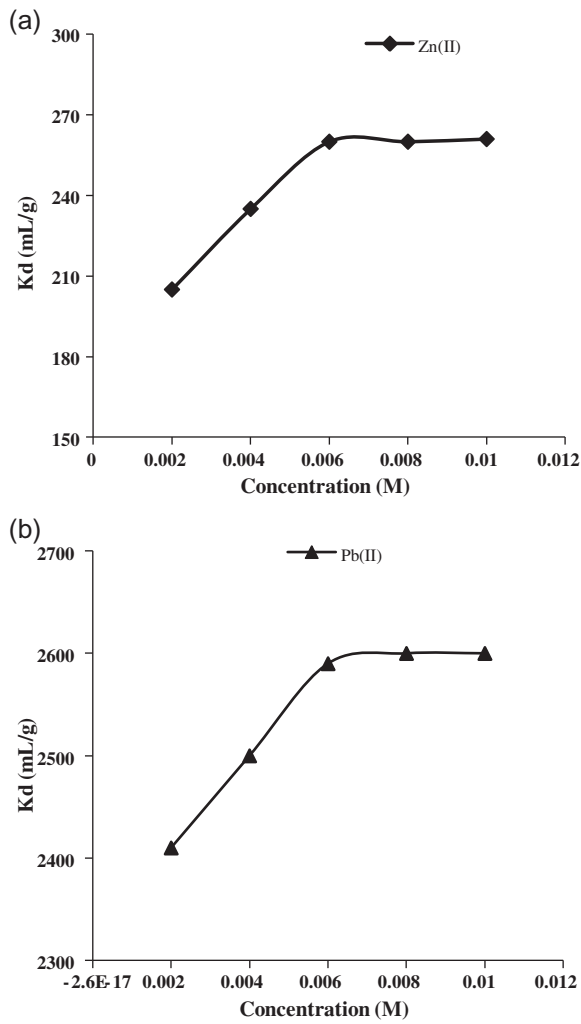 (a)
300
Zn(II)
270
240
210
180
150
Kd (mL/g)
0 0.002 0.004 0.006 0.008 0.01 0.012
Concentration (M)
(b)
2700
Pb(II)
2600
2500
2400
2300
Kd (mL/g)
-2.6E-17 0.002 0.004 0.006 0.008 0.01 0.012
Concentration (M)